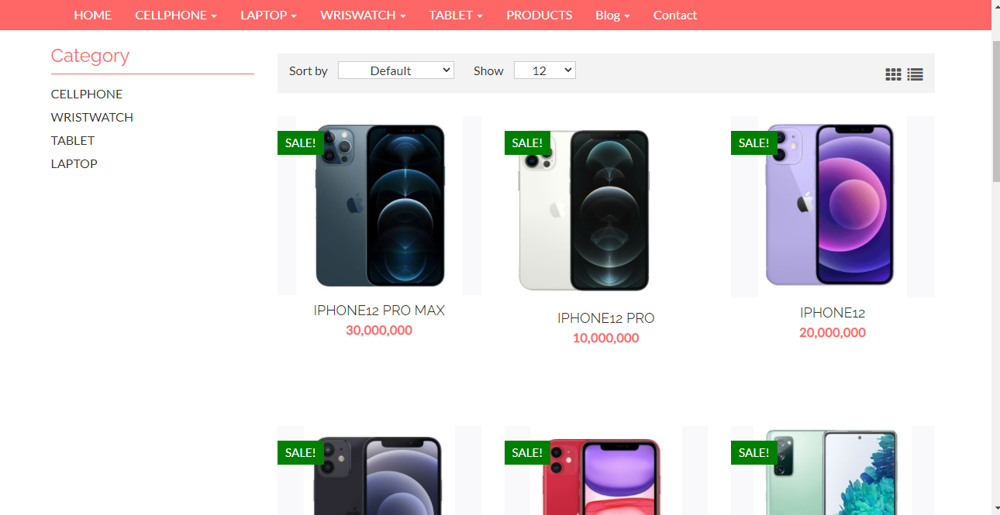 HOME CELLPHONE LAPTOP WRISWATCH TABLET PRODUCTS Blog Contact
Category
CELLPHONE
WRISTWATCH
TABLET
LAPTOP
Sort by Default Show 12
SALE! SALE! SALE!
IPHONE12 PRO MAX
30,000,000
IPHONE12 PRO
10,000,000
IPHONE12
20,000,000
SALE! SALE! SALE!